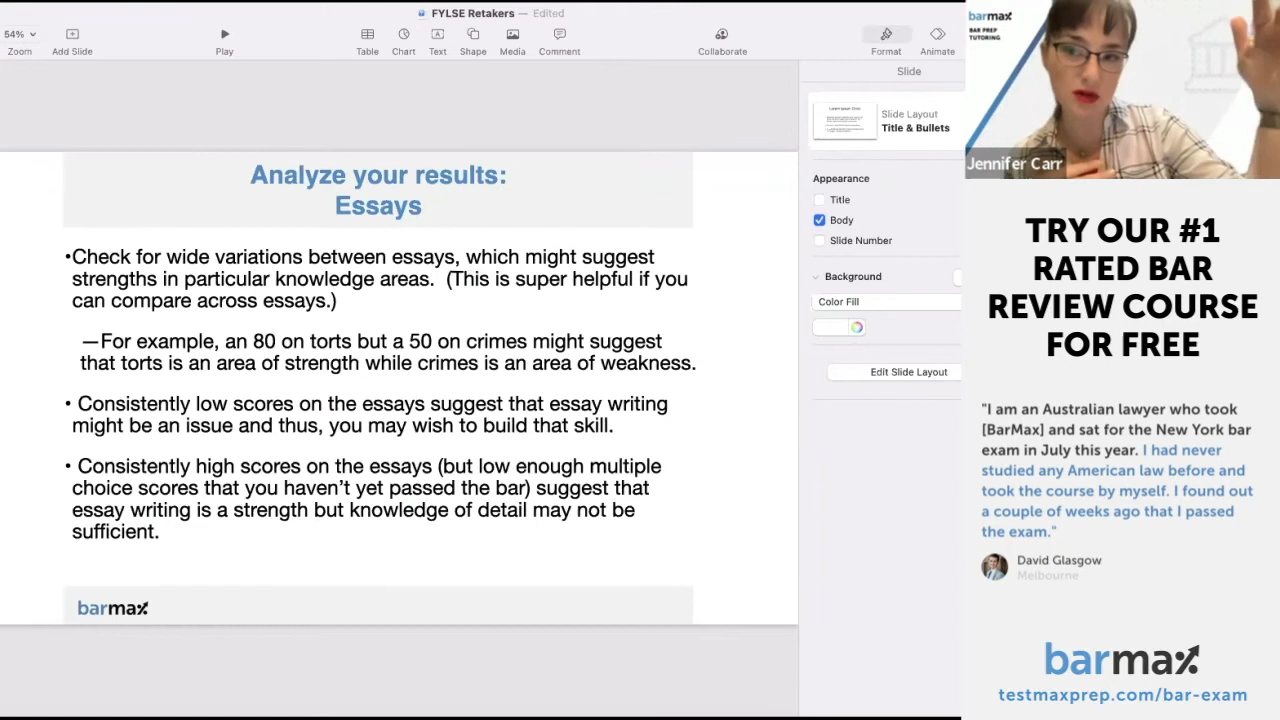 FYLSE Retakers — Edited
54%
Zoom
Add Slide
Play
Table
Chart
Text
Shape
Media
Comment
Collaborate
Format
Animate
Analyze your results:
Essays
•Check for wide variations between essays, which might suggest
strengths in particular knowledge areas. (This is super helpful if you
can compare across essays.)
—For example, an 80 on torts but a 50 on crimes might suggest
that torts is an area of strength while crimes is an area of weakness.
• Consistently low scores on the essays suggest that essay writing
might be an issue and thus, you may wish to build that skill.
• Consistently high scores on the essays (but low enough multiple
choice scores that you haven't yet passed the bar) suggest that
essay writing is a strength but knowledge of detail may not be
sufficient.
barmax
Slide
Slide Layout
Title & Bullets
Appearance
Title
Body
Slide Number
Background
Color Fill
Edit Slide Layout
barmax
BAR PREP
TUTORING
Jennifer Carr
TRY OUR #1
RATED BAR
REVIEW COURSE
FOR FREE
"I am an Australian lawyer who took
[BarMax] and sat for the New York bar
exam in July this year. I had never
studied any American law before and
took the course by myself. I found out
a couple of weeks ago that I passed
the exam."
David Glasgow
Melbourne
barmax
testmaxprep.com/bar-exam